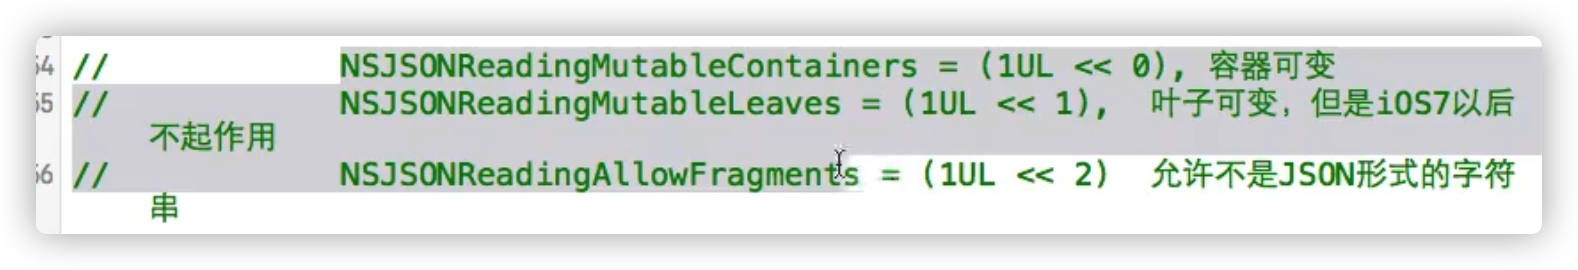 54 // NSJSONReadingMutableContainers = (1UL << 0), 容器可变
55 // NSJSONReadingMutableLeaves = (1UL << 1), 叶子可变，但是iOS7以后
不起作用
56 // NSJSONReadingAllowFragments = (1UL << 2) 允许不是JSON形式的字符
串